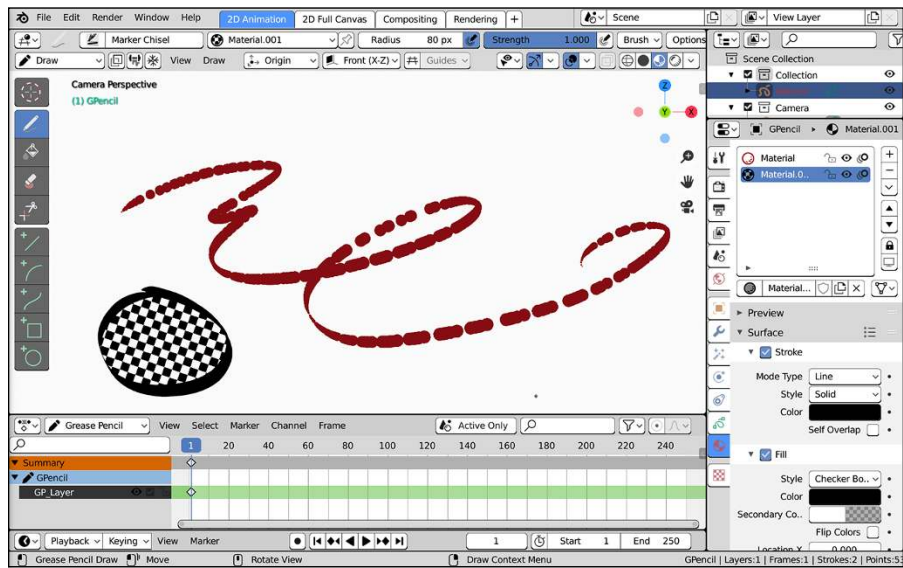 File Edit Render Window Help 2D Animation 2D Full Canvas Compositing Rendering + Scene View Layer
Marker Chisel Material.001 Radius 80 px Strength 1.000 Brush Options
Draw View Draw Origin Front (X-Z) Guides
Camera Perspective
(1) GPencil
Z
Y X
Scene Collection
Collection
Camera
GPencil Material.001
Material
Material.0..
Material...
Preview
Surface
Stroke
Mode Type Line
Style Solid
Color
Self Overlap
Fill
Style Checker Bo..
Color
Secondary Co..
Flip Colors
Location X 0.000
Grease Pencil View Select Marker Channel Frame Active Only
1 20 40 60 80 100 120 140 160 180 200 220 240
Summary
GPencil
GP_Layer
Playback Keying View Marker 1 Start 1 End 250
Grease Pencil Draw Move Rotate View Draw Context Menu GPencil | Layers:1 | Frames:1 | Strokes:2 | Points:53